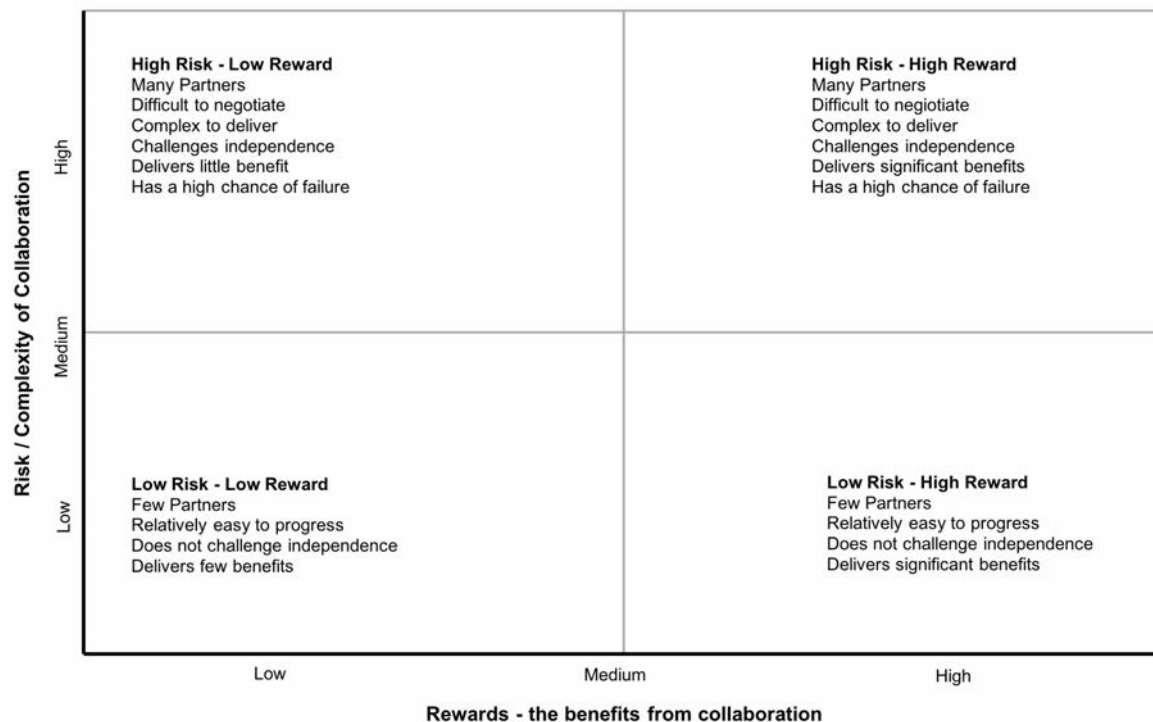 High Risk - Low Reward
Many Partners
Difficult to negotiate
Complex to deliver
Challenges independence
Delivers little benefit
Has a high chance of failure
High Risk - High Reward
Many Partners
Difficult to negiotiate
Complex to deliver
Challenges independence
Delivers significant benefits
Has a high chance of failure
Risk / Complexity of Collaboration
High
Medium
Low
Low Risk - Low Reward
Few Partners
Relatively easy to progress
Does not challenge independence
Delivers few benefits
Low Risk - High Reward
Few Partners
Relatively easy to progress
Does not challenge independence
Delivers significant benefits
Low
Medium
High
Rewards - the benefits from collaboration